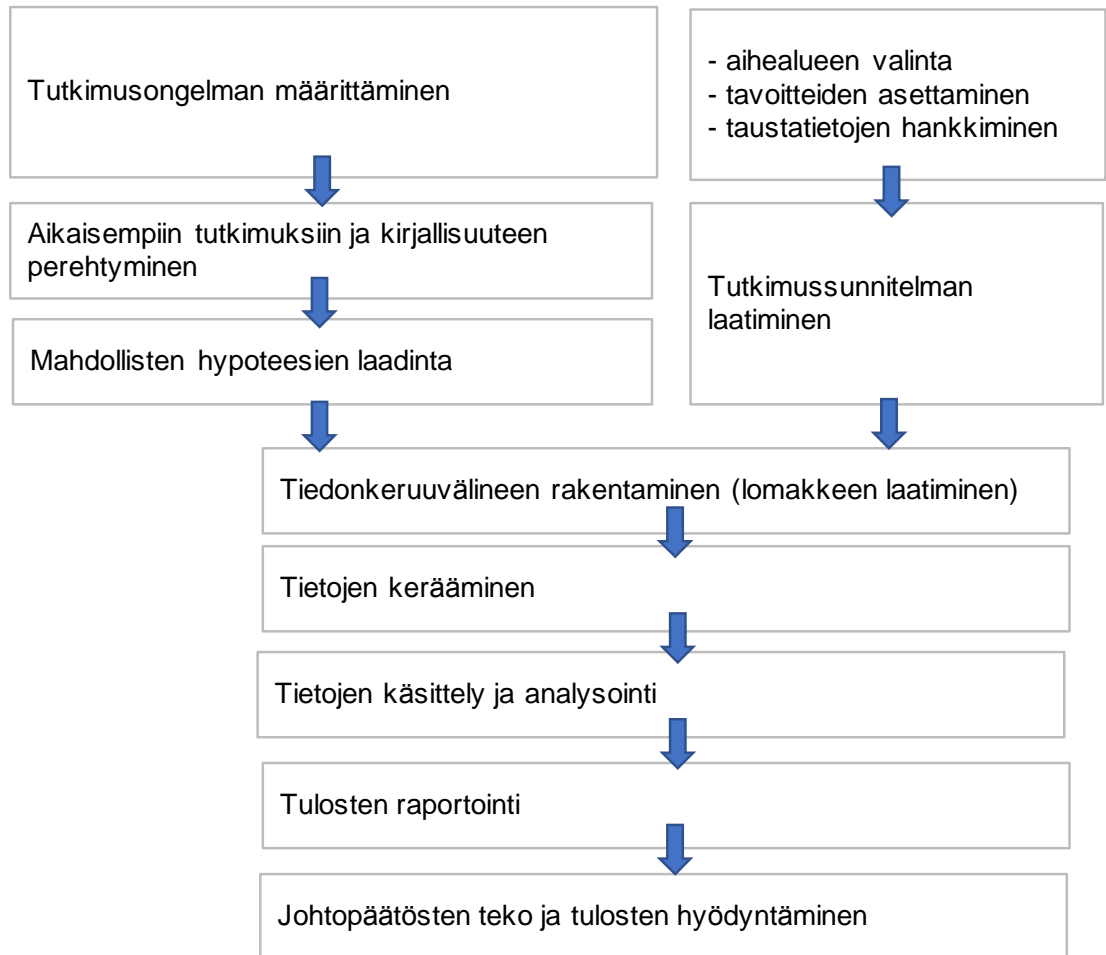 Tutkimusongelman määrittäminen
- aihealueen valinta
- tavoitteiden asettaminen
- taustatietojen hankkiminen
Aikaisempiin tutkimuksiin ja kirjallisuuteen
perehtyminen
Mahdollisten hypoteesien laadinta
Tutkimussunnitelman
laatiminen
Tiedonkeruuvälineen rakentaminen (lomakkeen laatiminen)
Tietojen kerääminen
Tietojen käsittely ja analysointi
Tulosten raportointi
Johtopäätösten teko ja tulosten hyödyntäminen